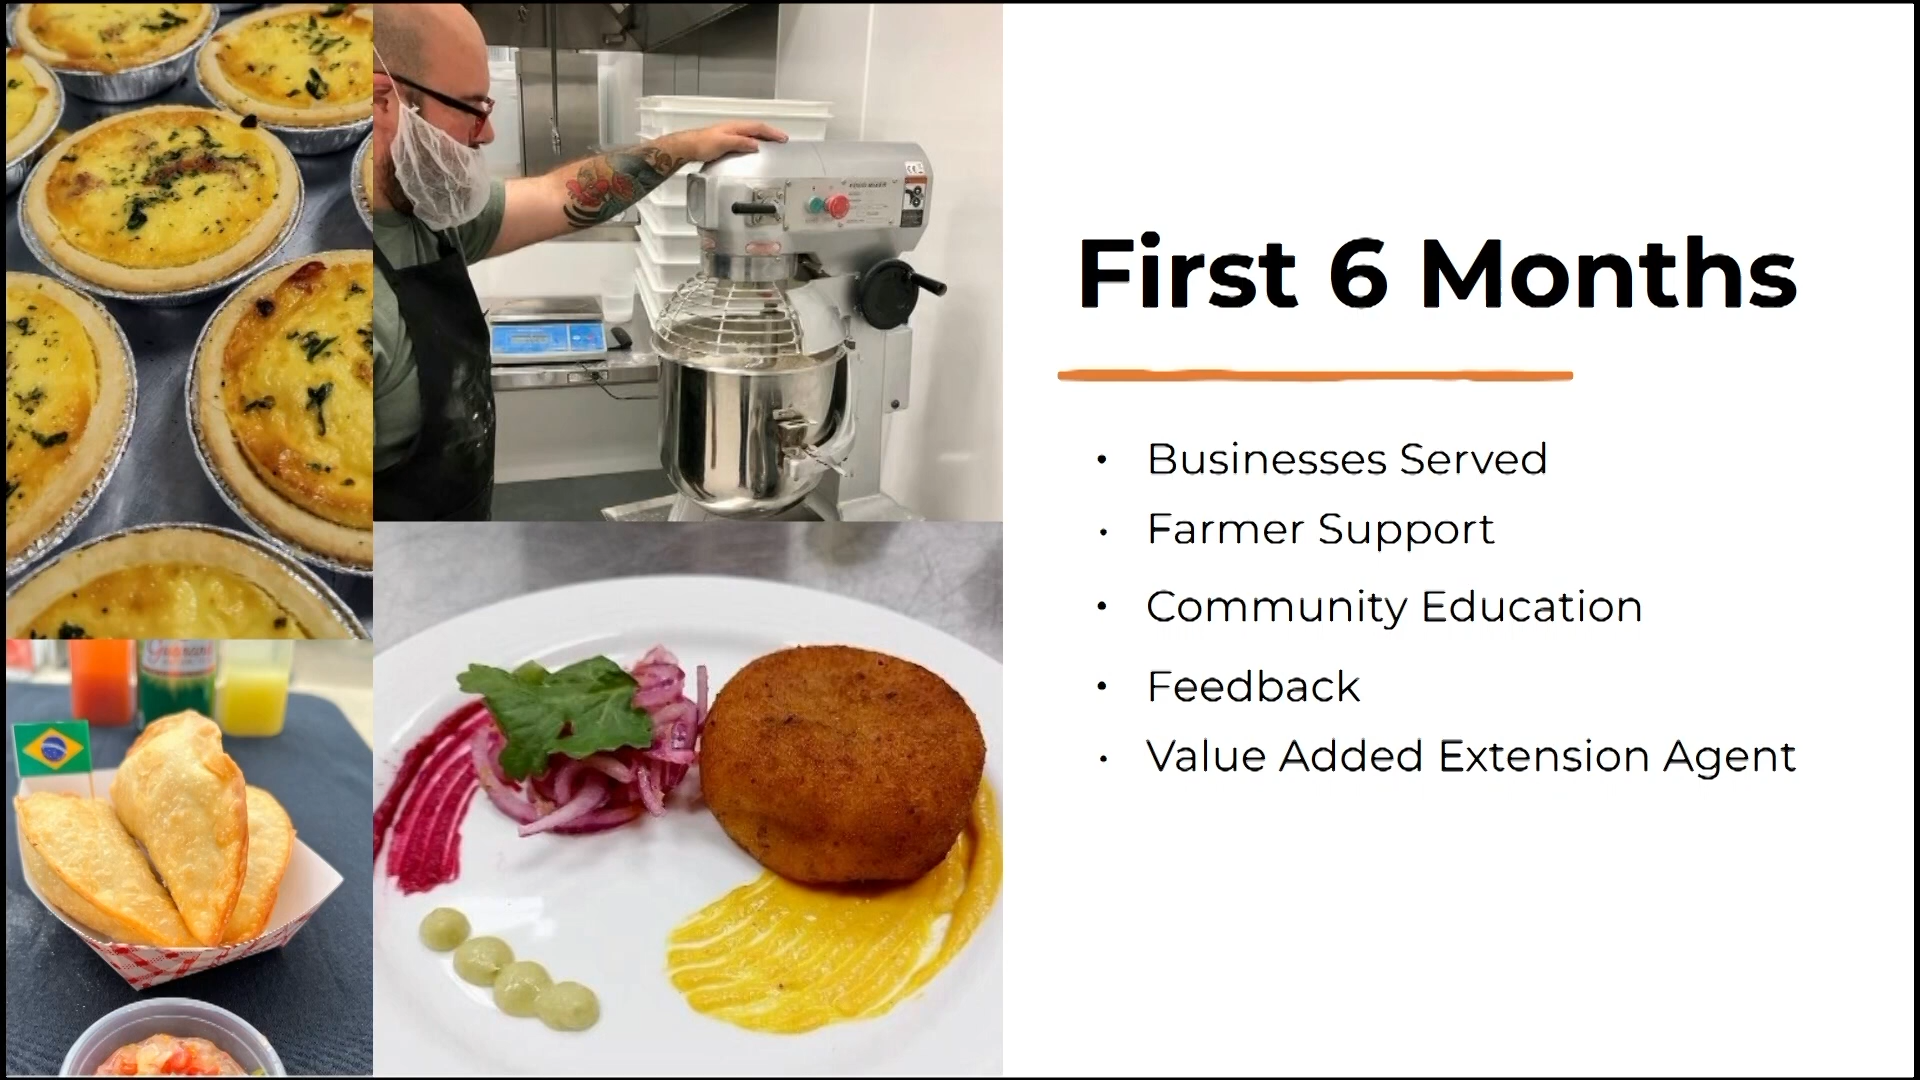 First 6 Months
Businesses Served
Farmer Support
Community Education
Feedback
Value Added Extension Agent